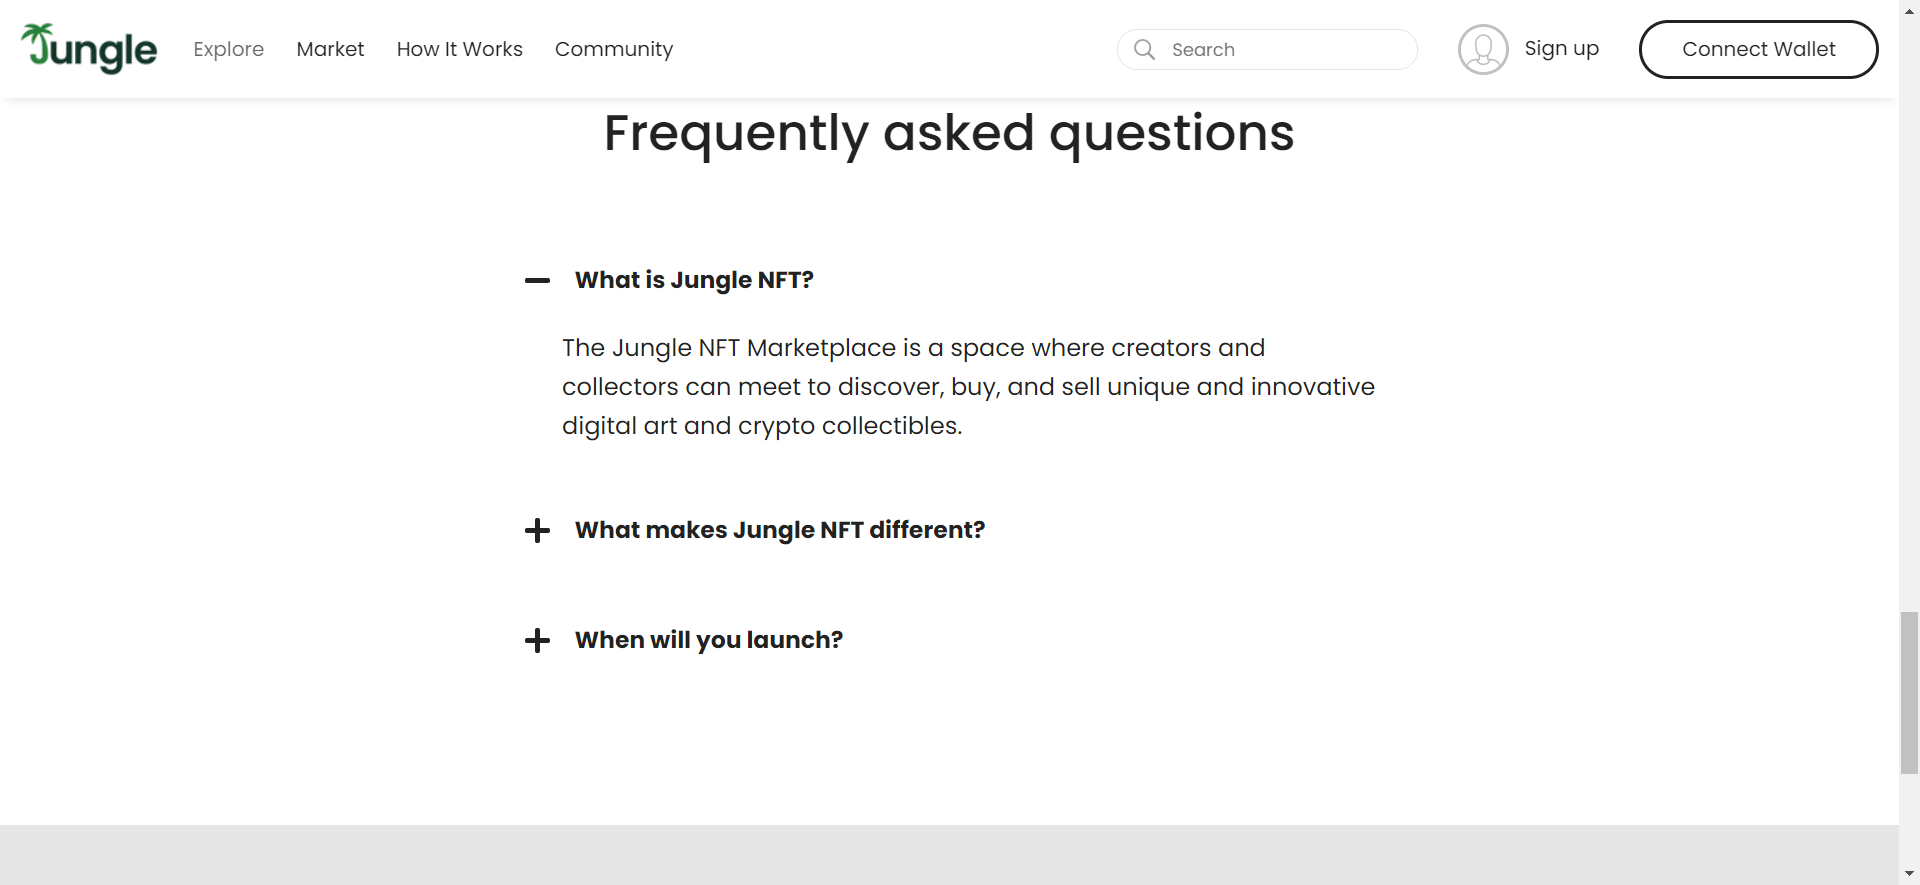 Jungle
Explore
Market
How It Works
Community
Search
Sign up
Connect Wallet
Frequently asked questions
What is Jungle NFT?
The Jungle NFT Marketplace is a space where creators and
collectors can meet to discover, buy, and sell unique and innovative
digital art and crypto collectibles.
What makes Jungle NFT different?
When will you launch?